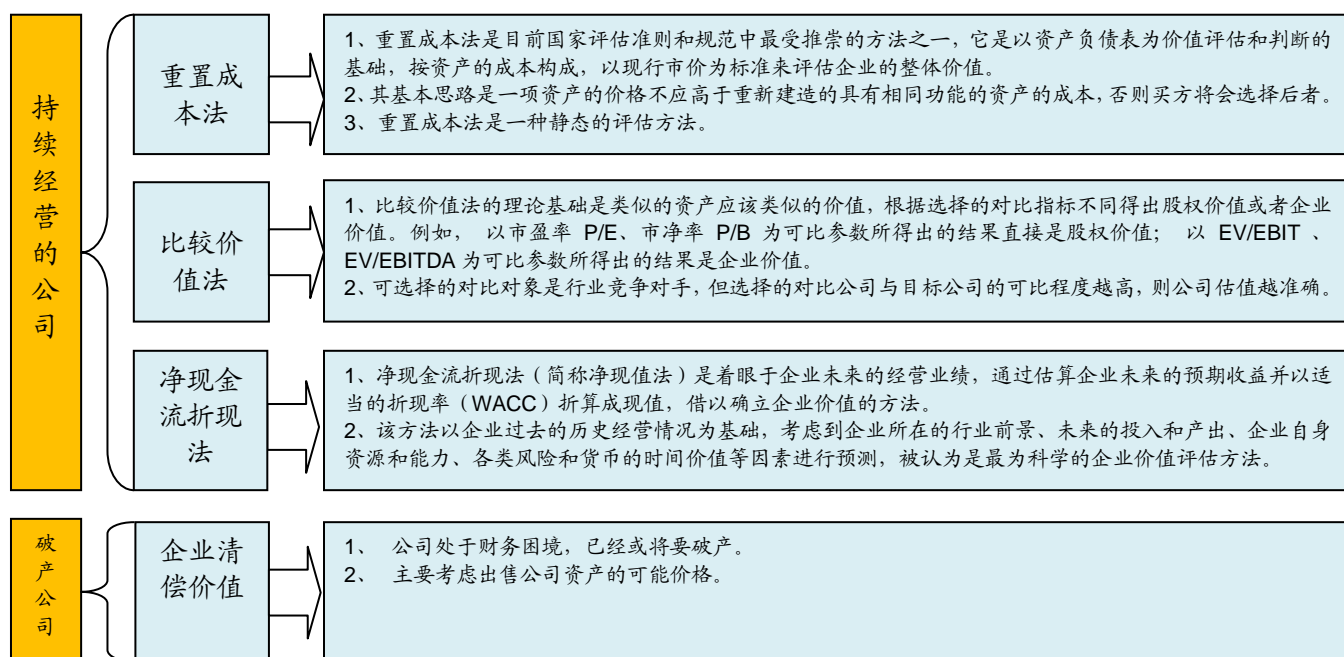 持续经营的公司
重置成
本法
1、重置成本法是目前国家评估准则和规范中最受推崇的方法之一，它是以资产负债表为价值评估和判断的
基础，按资产的成本构成，以现行市价为标准来评估企业的整体价值。
2、其基本思路是一项资产的价格不应高于重新建造的具有相同功能的资产的成本，否则买方将会选择后者。
3、重置成本法是一种静态的评估方法。
比较价
值法
1、比较价值法的理论基础是类似的资产应该类似的价值，根据选择的对比指标不同得出股权价值或者企业
价值。例如， 以市盈率 P/E、市净率 P/B 为可比参数所得出的结果直接是股权价值； 以 EV/EBIT 、
EV/EBITDA 为可比参数所得出的结果是企业价值。
2、可选择的对比对象是行业竞争对手，但选择的对比公司与目标公司的可比程度越高，则公司估值越准确。
净现金
流折现
法
1、净现金流折现法（简称净现值法）是着眼于企业未来的经营业绩，通过估算企业未来的预期收益并以适
当的折现率（WACC）折算成现值，借以确立企业价值的方法。
2、该方法以企业过去的历史经营情况为基础，考虑到企业所在的行业前景、未来的投入和产出、企业自身
资源和能力、各类风险和货币的时间价值等因素进行预测，被认为是最为科学的企业价值评估方法。
破产公司
企业清
偿价值
1、 公司处于财务困境，已经或将要破产。
2、 主要考虑出售公司资产的可能价格。